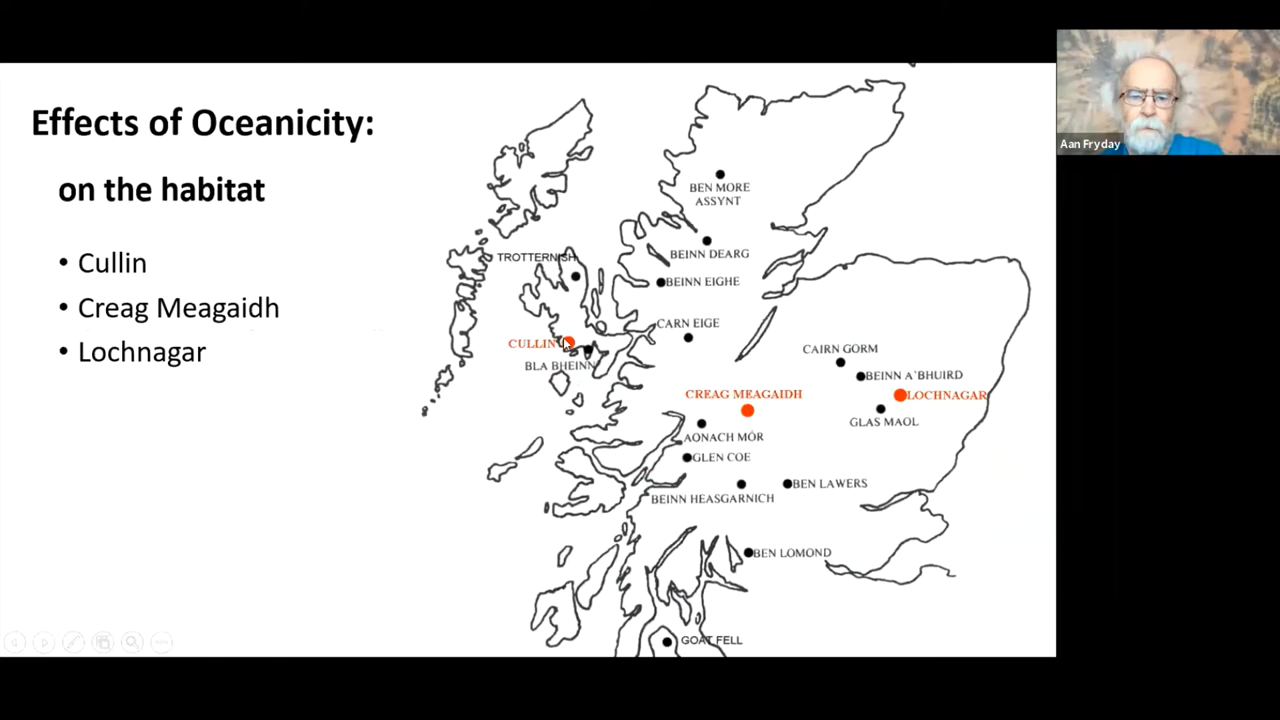 Effects of Oceanicity:
on the habitat
• Cullin
• Creag Meagaidh
• Lochnagar
BEN MORE
ASSYNT
BEINN DEARG
TROTTERNISH
BEINN EIGHE
CARN EIGE
CULLIN
BLA BHEINN
CAIRN GORM
BEINN A'BHUIRD
CREAG MEAGAIDH
LOCHNAGAR
GLAS MAOL
AONACH MÓR
GLEN COE
BEINN HEASGARNICH
BEN LAWERS
BEN LOMOND
GOAT FELL
Aan Fryday